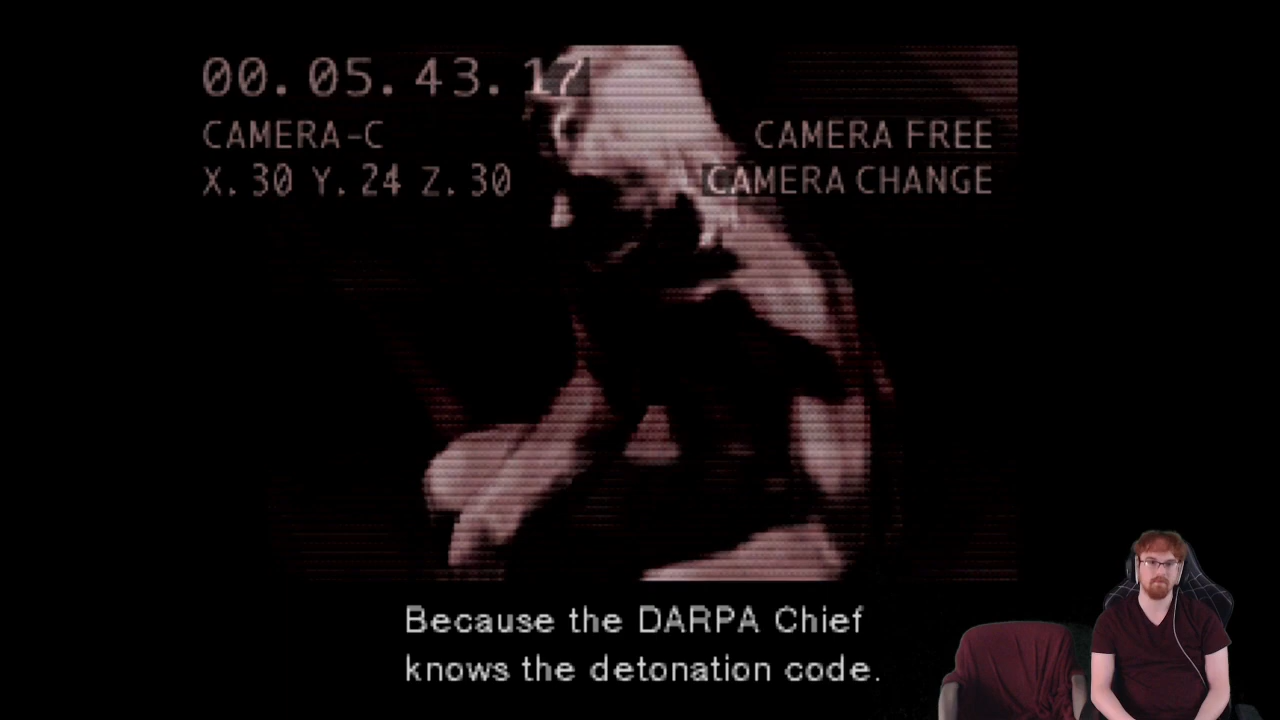 00.05.43.17
CAMERA-C
CAMERA FREE
X.30 Y.24 Z.30
CAMERA CHANGE
Because the DARPA Chief
knows the detonation code.